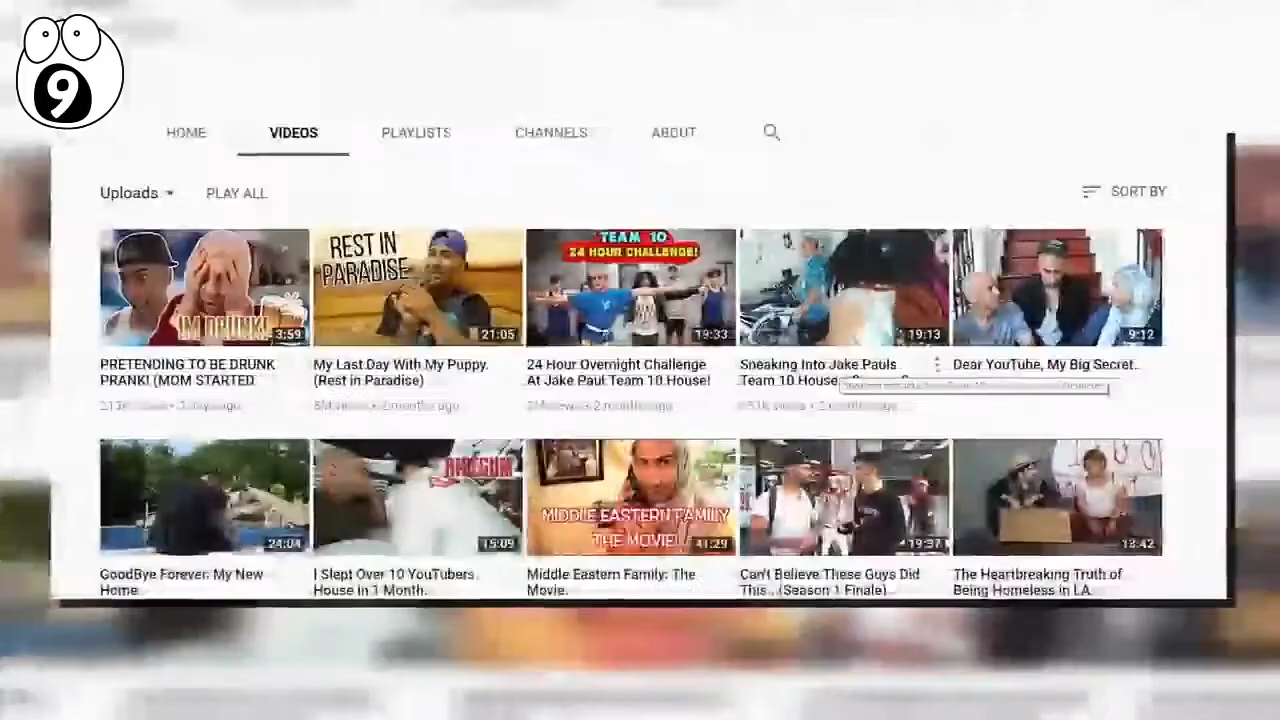 9
HOME VIDEOS PLAYLISTS CHANNELS ABOUT
Uploads PLAY ALL SORT BY
I'M DRUNK! 3:59
REST IN
PARADISE
21:05
TEAM 10
24 HOUR CHALLENGE!
19:33
19:13
9:12
PRETENDING TO BE DRUNK
PRANK! (MOM STARTED
My Last Day With My Puppy.
(Rest in Paradise)
24 Hour Overnight Challenge
At Jake Paul Team 10 House!
Sneaking Into Jake Pauls
Team 10 House
Dear YouTube, My Big Secret..
2 months ago
2 months ago
24:04
15:09
MIDDLE EASTERN FAMILY
THE MOVIE!
41:29
19:37
GoodBye Forever. My New
Home.
I Slept Over 10 YouTubers
House in 1 Month.
Middle Eastern Family: The
Movie.
Can't Believe These Guys Did
This.. (Season 1 Finale)
The Heartbreaking Truth of
Being Homeless in LA.